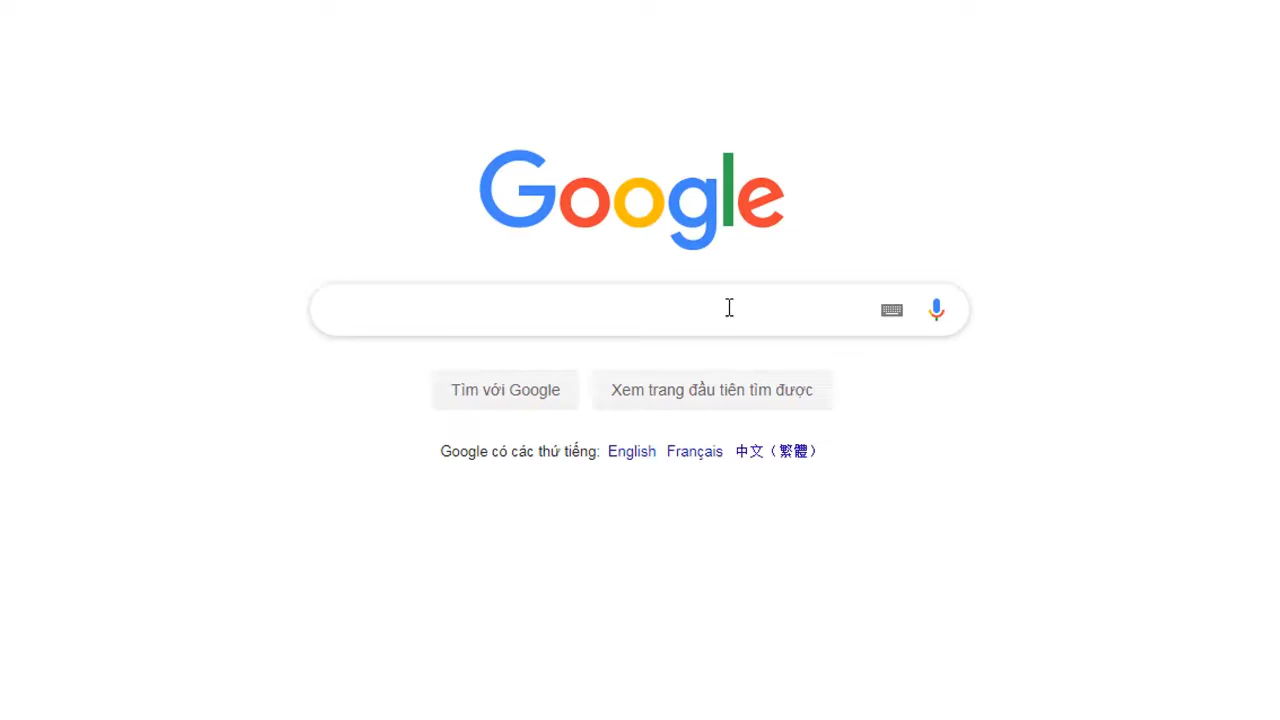 Google
Tìm với Google
Xem trang đầu tiên tìm được
Google có các thứ tiếng: English Français 中文（繁體）